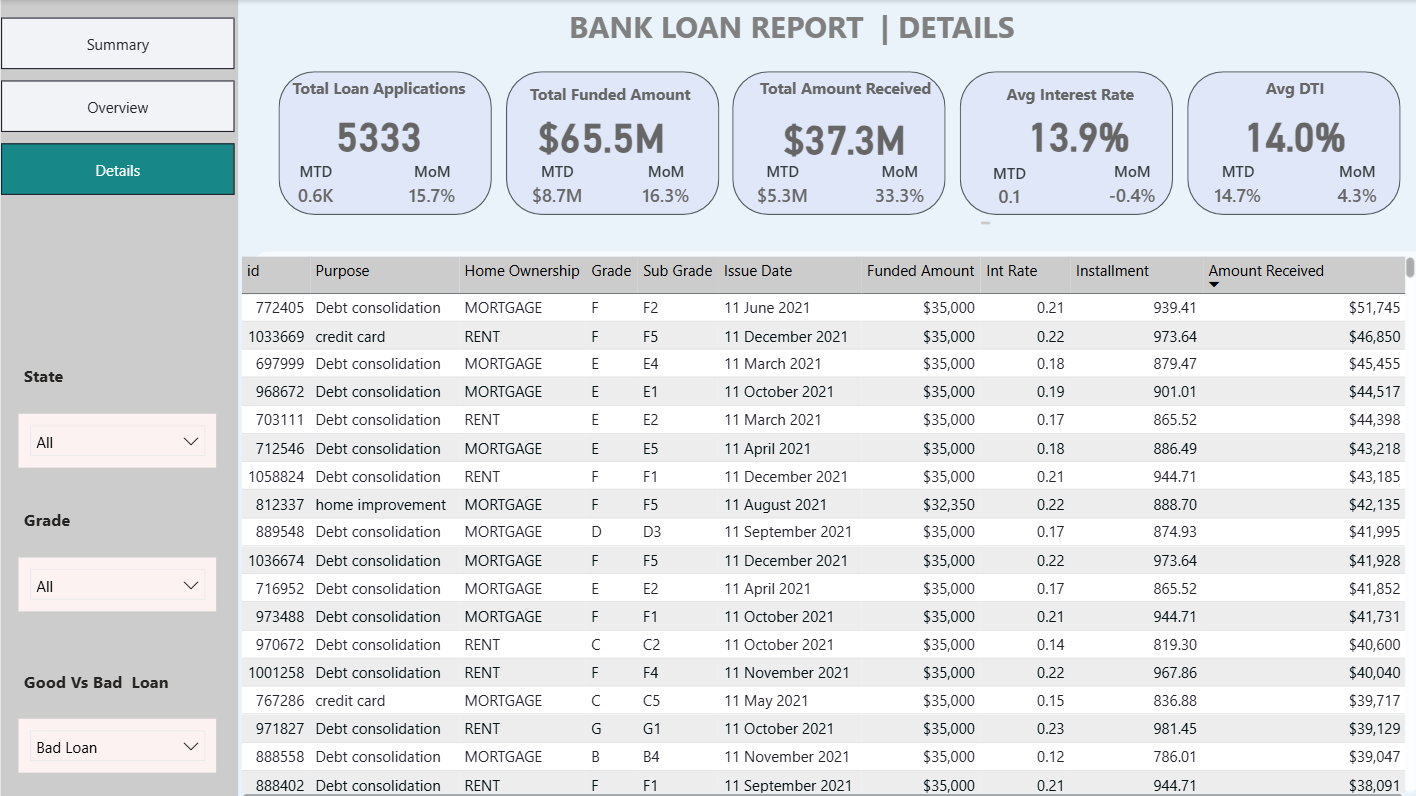 BANK LOAN REPORT | DETAILS
Summary
Overview
Details
Total Loan Applications
5333
MTD MoM
0.6K 15.7%
Total Funded Amount
$65.5M
MTD MoM
$8.7M 16.3%
Total Amount Received
$37.3M
MTD MoM
$5.3M 33.3%
Avg Interest Rate
13.9%
MTD MoM
0.1 -0.4%
Avg DTI
14.0%
MTD MoM
14.7% 4.3%
State
All
Grade
All
Good Vs Bad Loan
Bad Loan
id Purpose Home Ownership Grade Sub Grade Issue Date Funded Amount Int Rate Installment Amount Received
772405 Debt consolidation MORTGAGE F F2 11 June 2021 $35,000 0.21 939.41 $51,745
1033669 credit card RENT F F5 11 December 2021 $35,000 0.22 973.64 $46,850
697999 Debt consolidation MORTGAGE E E4 11 March 2021 $35,000 0.18 879.47 $45,455
968672 Debt consolidation MORTGAGE E E1 11 October 2021 $35,000 0.19 901.01 $44,517
703111 Debt consolidation RENT E E2 11 March 2021 $35,000 0.17 865.52 $44,398
712546 Debt consolidation MORTGAGE E E5 11 April 2021 $35,000 0.18 886.49 $43,218
1058824 Debt consolidation RENT F F1 11 December 2021 $35,000 0.21 944.71 $43,185
812337 home improvement MORTGAGE F F5 11 August 2021 $32,350 0.22 888.70 $42,135
889548 Debt consolidation MORTGAGE D D3 11 September 2021 $35,000 0.17 874.93 $41,995
1036674 Debt consolidation MORTGAGE F F5 11 December 2021 $35,000 0.22 973.64 $41,928
716952 Debt consolidation MORTGAGE E E2 11 April 2021 $35,000 0.17 865.52 $41,852
973488 Debt consolidation MORTGAGE F F1 11 October 2021 $35,000 0.21 944.71 $41,731
970672 Debt consolidation RENT C C2 11 October 2021 $35,000 0.14 819.30 $40,600
1001258 Debt consolidation RENT F F4 11 November 2021 $35,000 0.22 967.86 $40,040
767286 credit card MORTGAGE C C5 11 May 2021 $35,000 0.15 836.88 $39,717
971827 Debt consolidation RENT G G1 11 October 2021 $35,000 0.23 981.45 $39,129
888558 Debt consolidation MORTGAGE B B4 11 November 2021 $35,000 0.12 786.01 $39,047
888402 Debt consolidation RENT F F1 11 September 2021 $35,000 0.21 944.71 $38,091